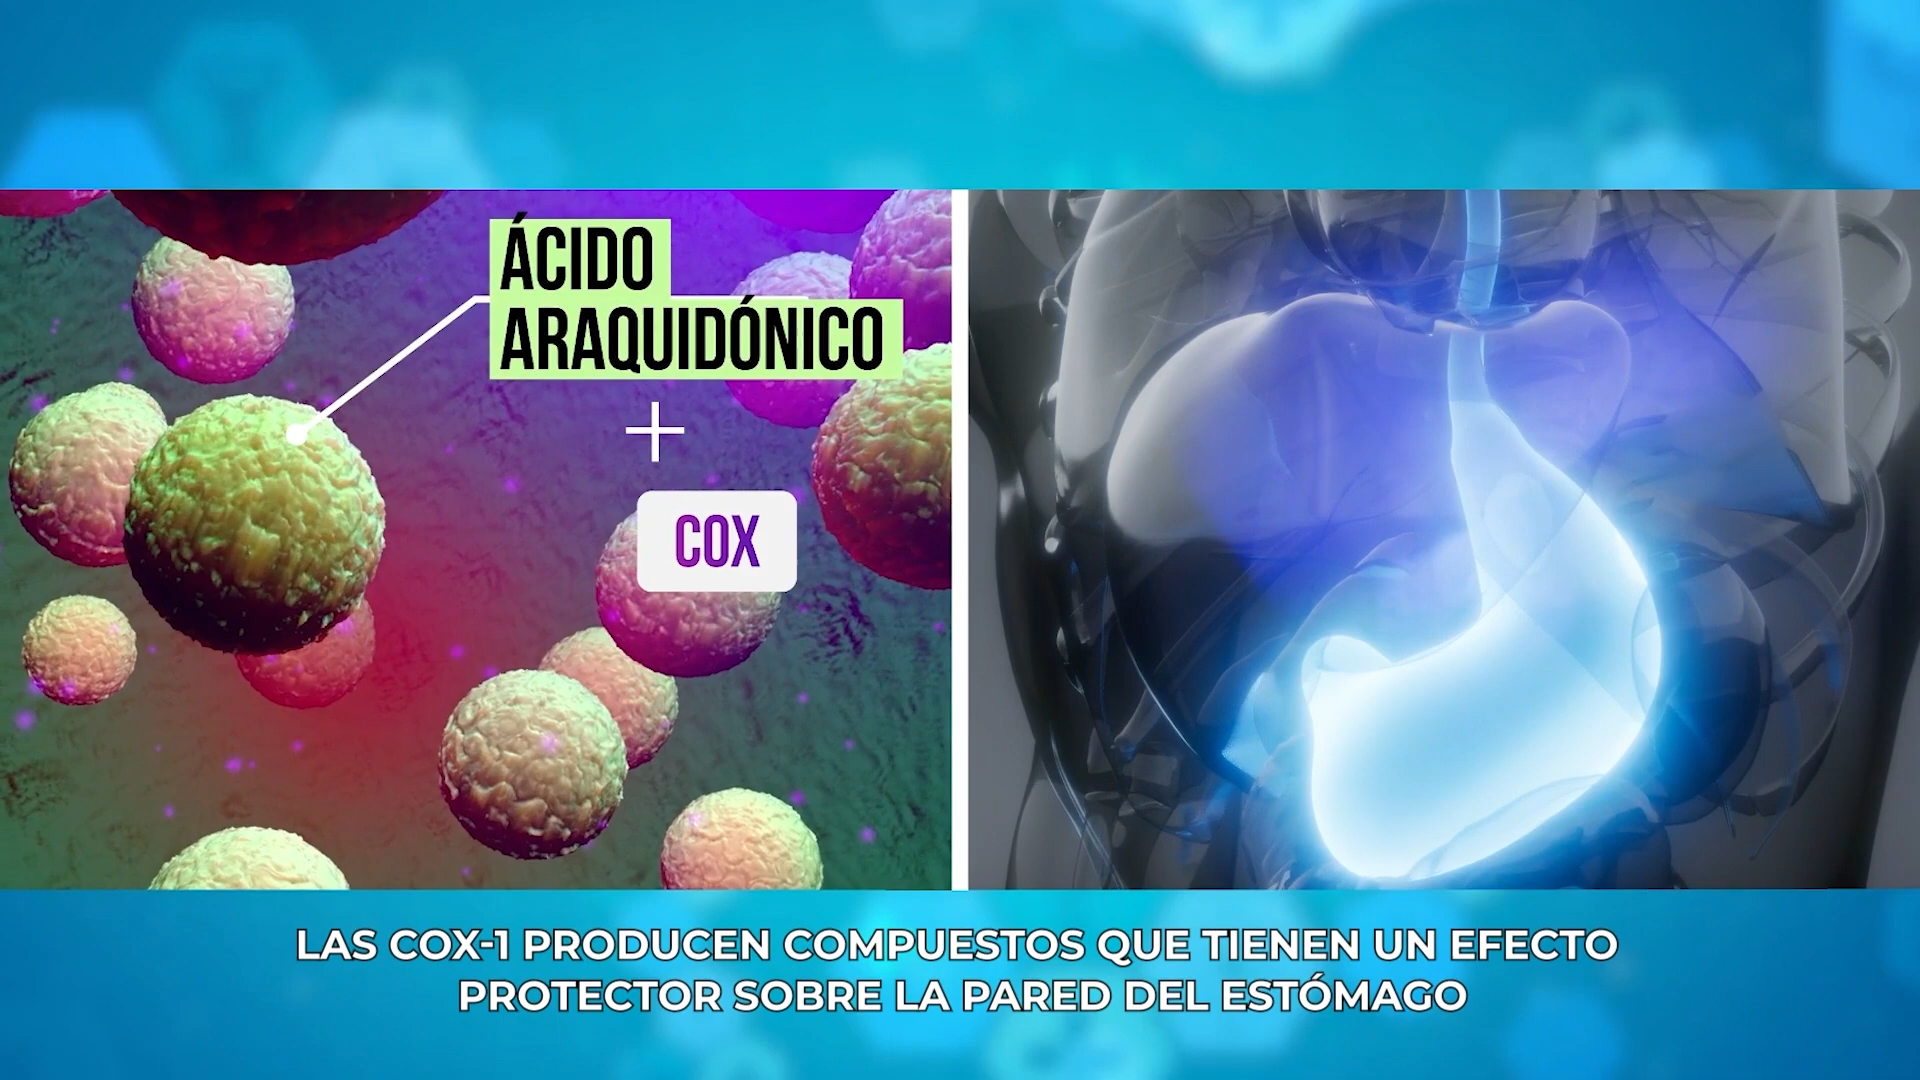 ÁCIDO
ARAQUIDÓNICO
+
COX
LAS COX-1 PRODUCEN COMPUESTOS QUE TIENEN UN EFECTO
PROTECTOR SOBRE LA PARED DEL ESTÓMAGO